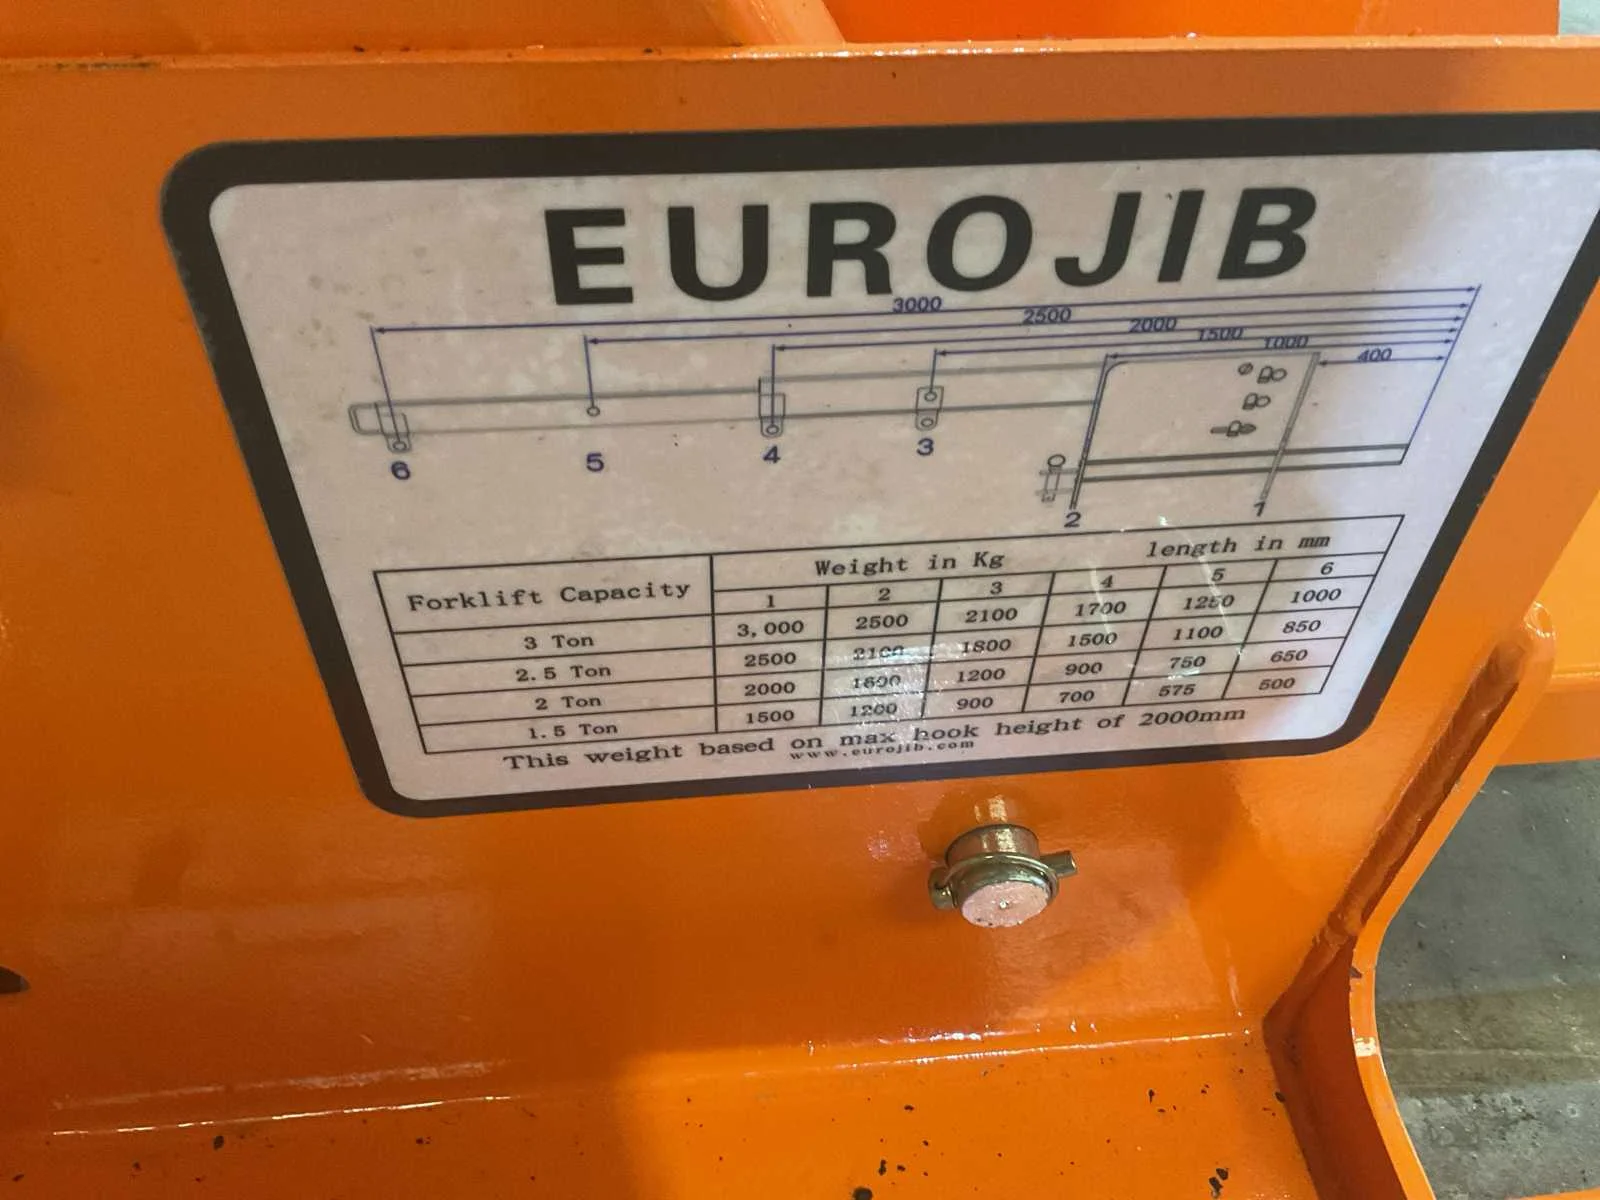 EUROJIB
3000
2500
2000
1500
1000
400
6 5 4 3 2 1
Forklift Capacity Weight in Kg length in mm
1 2 3 4 5 6
3 Ton 3,000 2500 2100 1700 1250 1000
2.5 Ton 2500 2100 1800 1500 1100 850
2 Ton 2000 1600 1200 900 750 650
1.5 Ton 1500 1200 900 700 575 500
This weight based on max hook height of 2000mm
www.eurojib.com